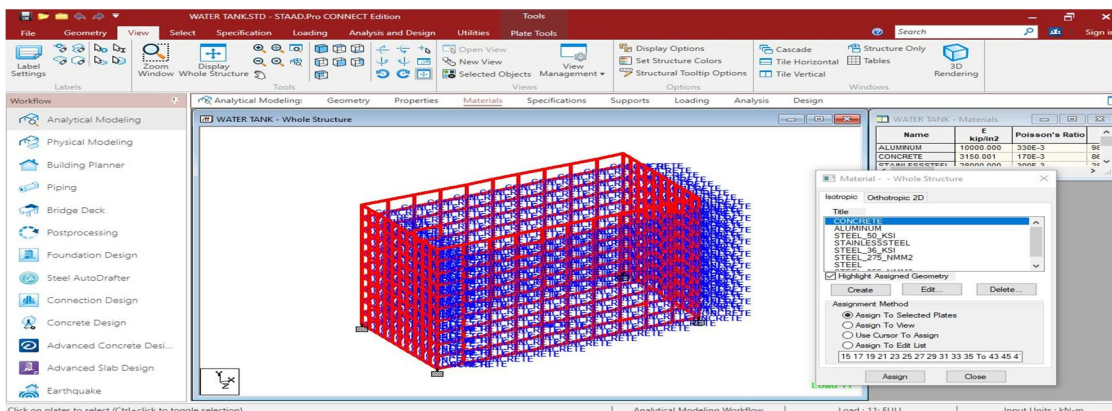 WATER TANK.STD - STAAD.Pro CONNECT Edition
Tools
File Geometry View Select Specification Loading Analysis and Design Utilities Plate Tools
Search
Sign in
Label Settings
Labels
Zoom Window
Display Whole Structure
Tools
Open View
New View
Selected Objects
View Management
Views
Display Options
Set Structure Colors
Structural Tooltip Options
Options
Cascade
Tile Horizontal
Tile Vertical
Structure Only
Tables
3D Rendering
Windows
Workflow
Analytical Modeling: Geometry Properties Materials Specifications Supports Loading Analysis Design
Analytical Modeling
Physical Modeling
Building Planner
Piping
Bridge Deck
Postprocessing
Foundation Design
Steel AutoDrafter
Connection Design
Concrete Design
Advanced Concrete Desi...
Advanced Slab Design
Earthquake
WATER TANK - Whole Structure
CONCRETE
Y
X
Z
WATER TANK - Materials
Name E kip/in2 Poisson's Ratio
ALUMINUM 10000.000 330E-3
CONCRETE 3150.001 170E-3
Material - - Whole Structure
Isotropic Orthotropic 2D
Title
CONCRETE
ALUMINUM
STEEL_50_KSI
STAINLESSSTEEL
STEEL_36_KSI
STEEL_275_NMM2
STEEL
Highlight Assigned Geometry
Create Edit... Delete...
Assignment Method
Assign To Selected Plates
Assign To View
Use Cursor To Assign
Assign To Edit List
15 17 19 21 23 25 27 29 31 33 35 To 43 45 4
Assign Close
Click on plates to select (Ctrl+click to toggle selection)
Analytical Modeling Workflow
Load : 11: FULL
Input Units : kN-m